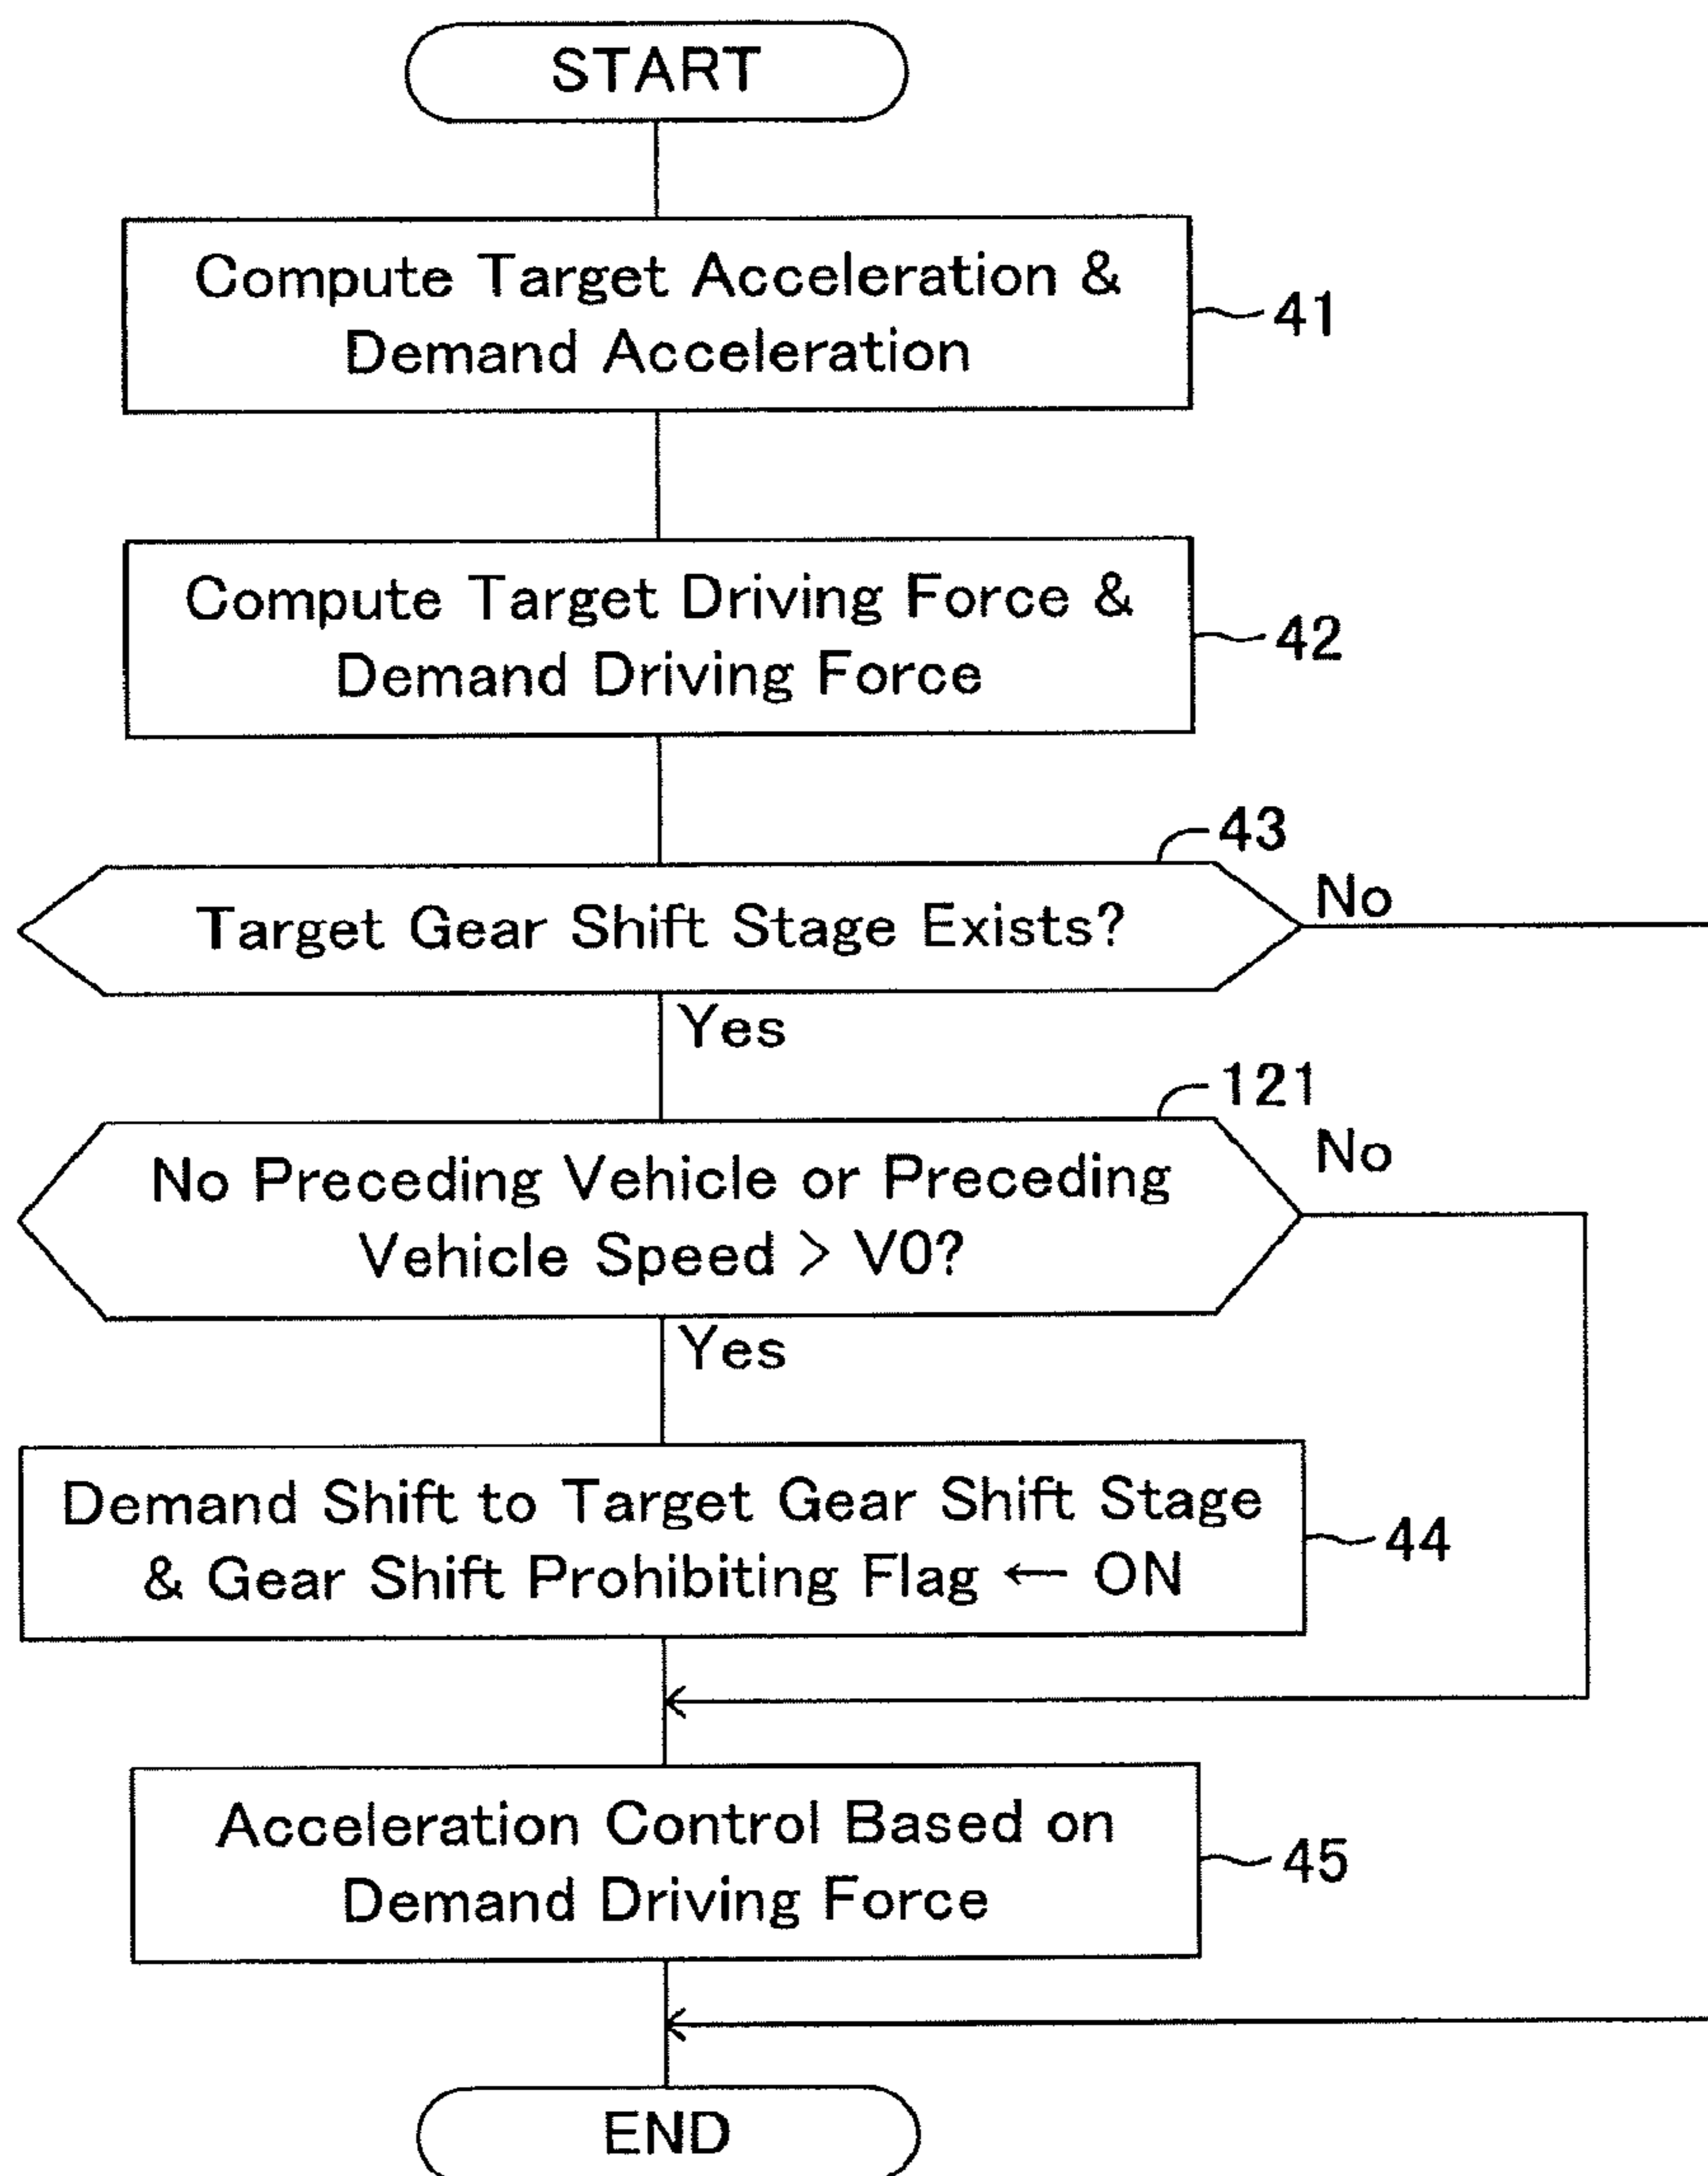 START
Compute Target Acceleration &
Demand Acceleration
41
Compute Target Driving Force &
Demand Driving Force
42
43
Target Gear Shift Stage Exists?
No
Yes
121
No Preceding Vehicle or Preceding
Vehicle Speed > V0?
No
Yes
Demand Shift to Target Gear Shift Stage
& Gear Shift Prohibiting Flag ← ON
44
Acceleration Control Based on
Demand Driving Force
45
END